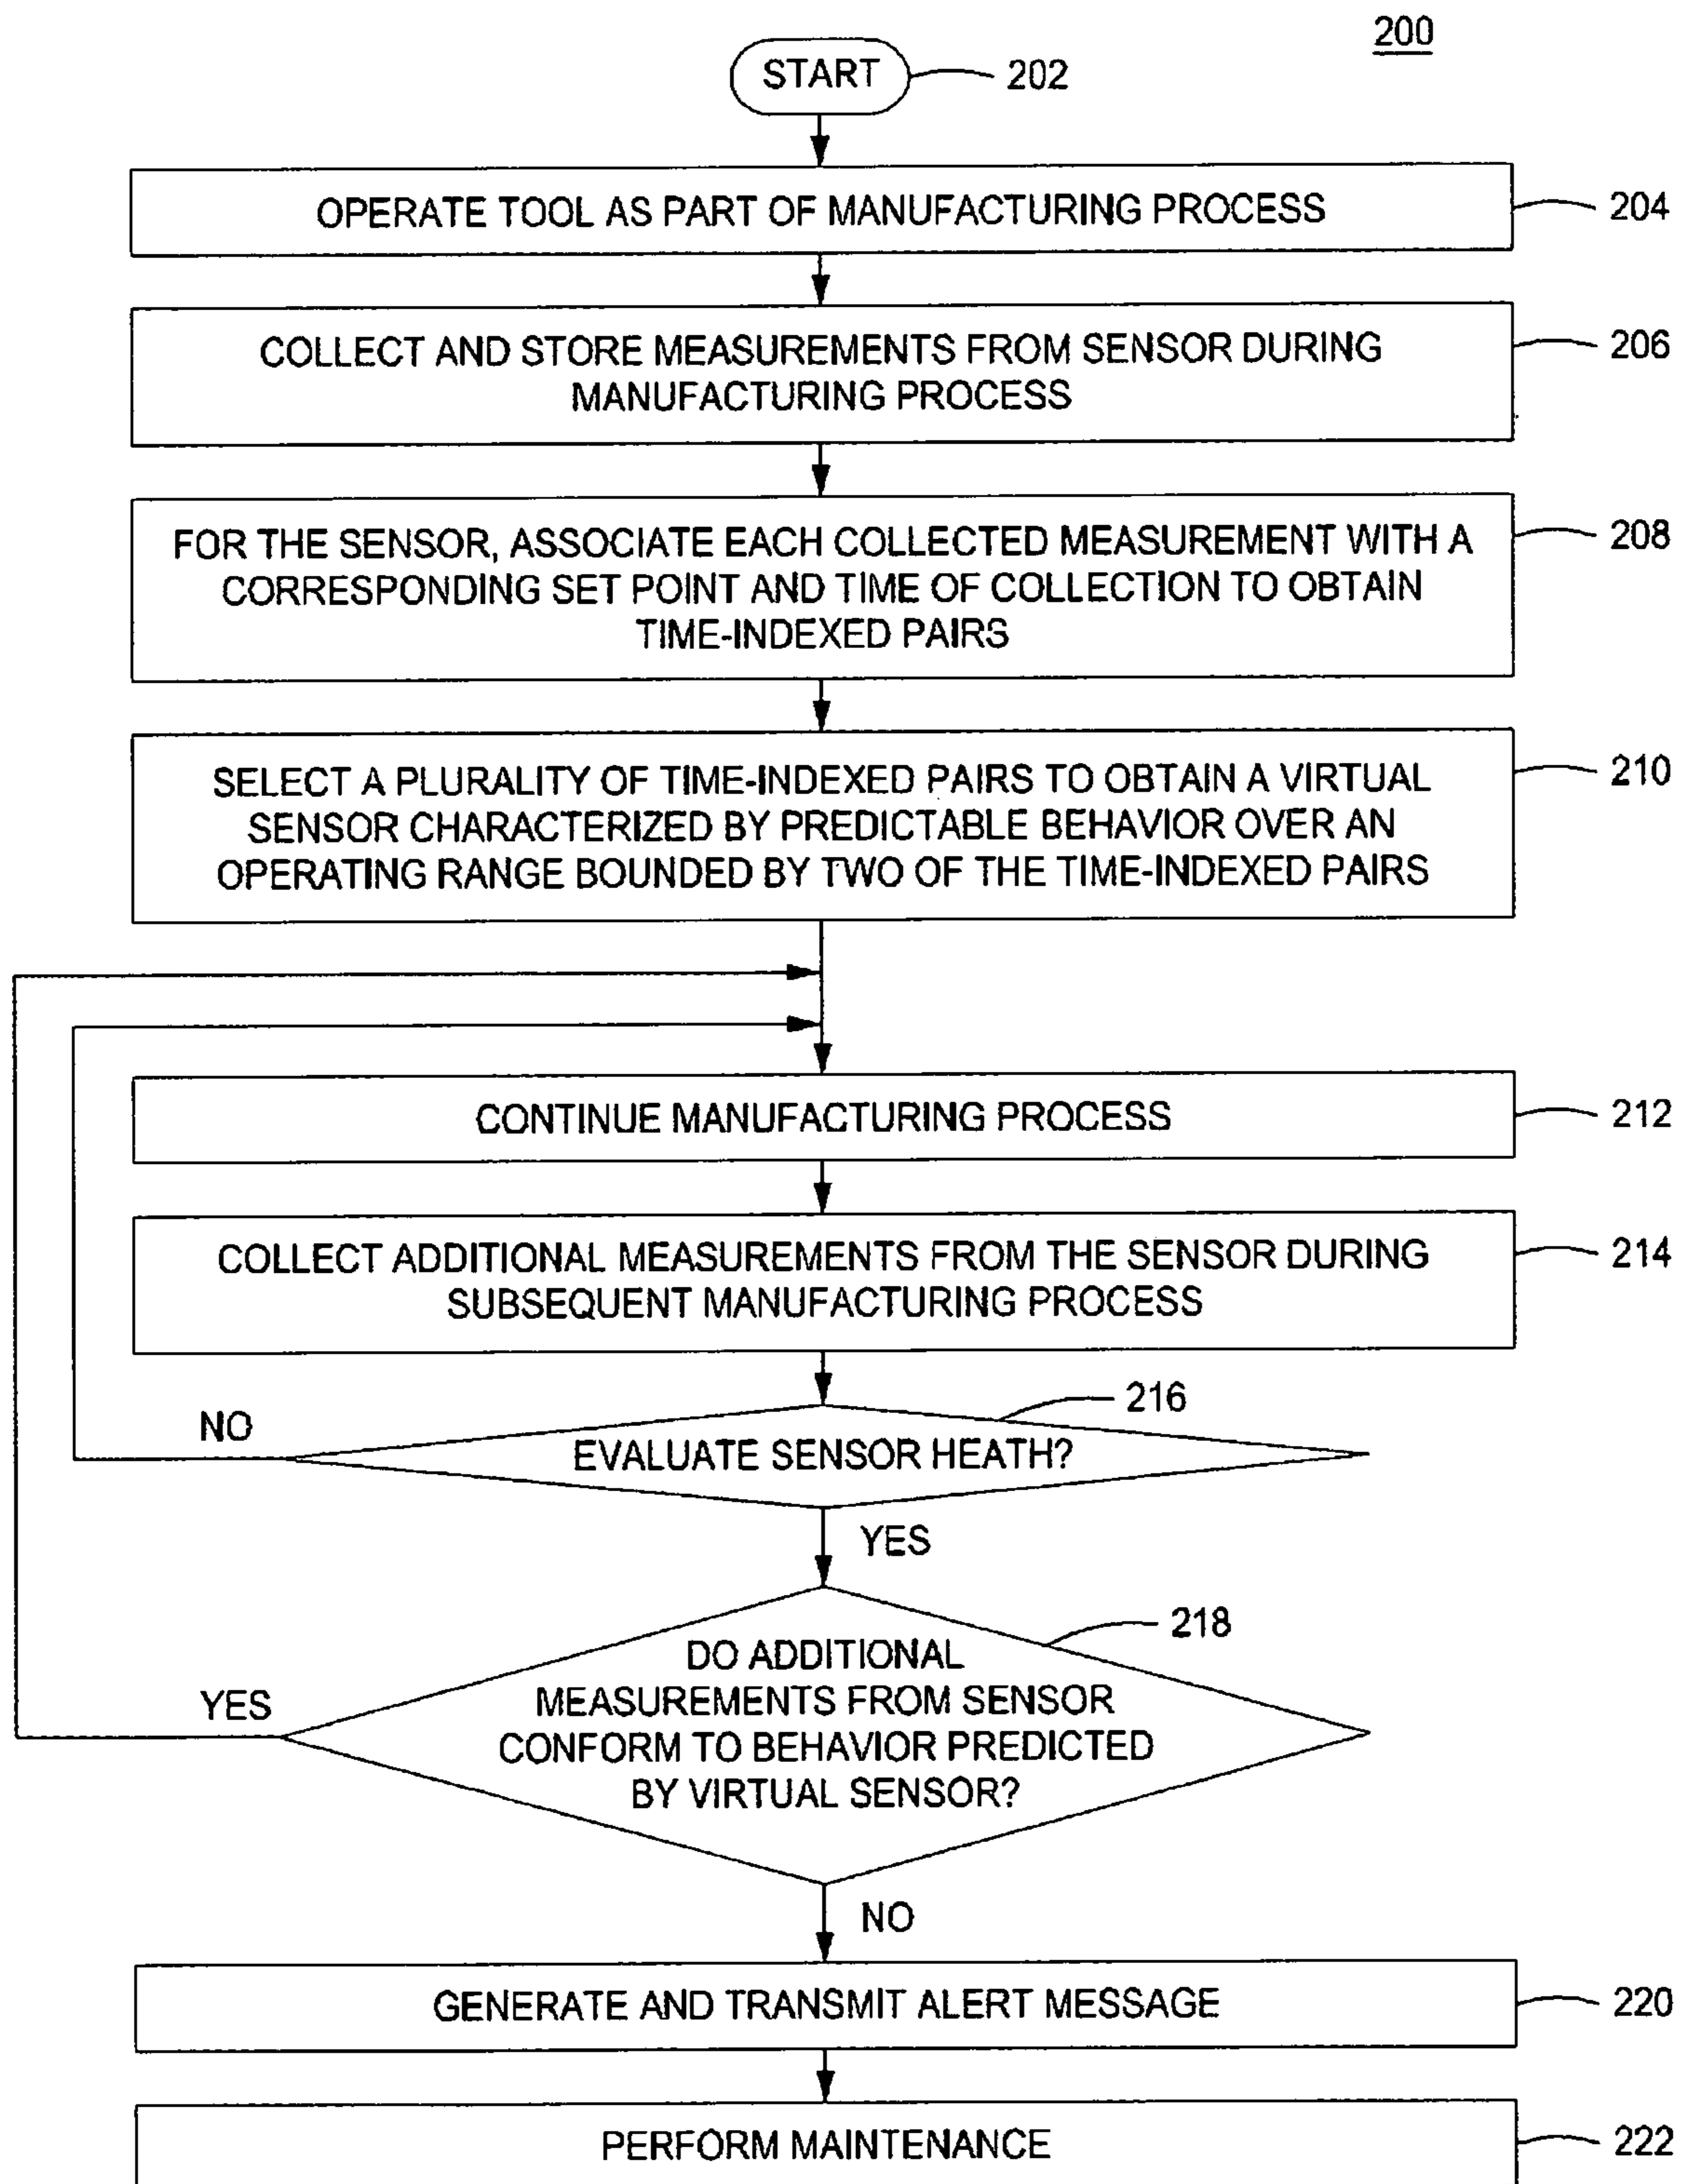 200
START
202
OPERATE TOOL AS PART OF MANUFACTURING PROCESS
204
COLLECT AND STORE MEASUREMENTS FROM SENSOR DURING
MANUFACTURING PROCESS
206
FOR THE SENSOR, ASSOCIATE EACH COLLECTED MEASUREMENT WITH A
CORRESPONDING SET POINT AND TIME OF COLLECTION TO OBTAIN
TIME-INDEXED PAIRS
208
SELECT A PLURALITY OF TIME-INDEXED PAIRS TO OBTAIN A VIRTUAL
SENSOR CHARACTERIZED BY PREDICTABLE BEHAVIOR OVER AN
OPERATING RANGE BOUNDED BY TWO OF THE TIME-INDEXED PAIRS
210
CONTINUE MANUFACTURING PROCESS
212
COLLECT ADDITIONAL MEASUREMENTS FROM THE SENSOR DURING
SUBSEQUENT MANUFACTURING PROCESS
214
216
NO
EVALUATE SENSOR HEATH?
YES
218
DO ADDITIONAL
MEASUREMENTS FROM SENSOR
CONFORM TO BEHAVIOR PREDICTED
BY VIRTUAL SENSOR?
YES
NO
GENERATE AND TRANSMIT ALERT MESSAGE
220
PERFORM MAINTENANCE
222